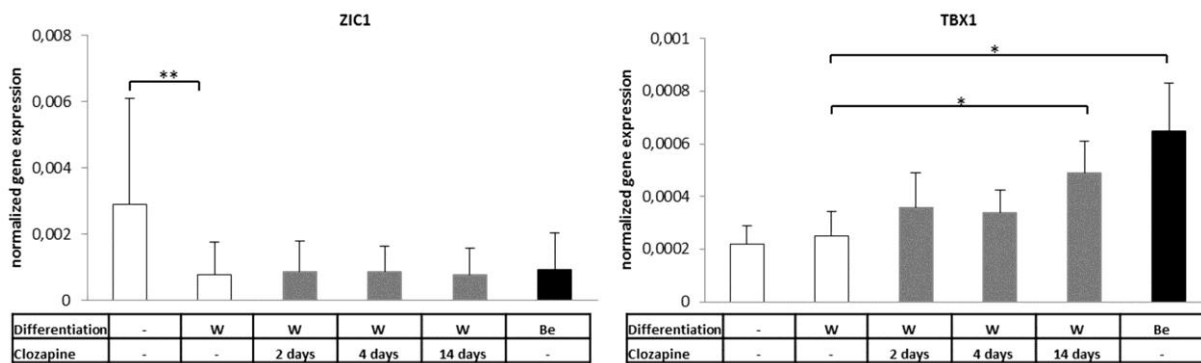 ZIC1
normalized gene expression
0,008
0,006
0,004
0,002
0
**
Differentiation - W W W W Be
Clozapine - - 2 days 4 days 14 days -
TBX1
normalized gene expression
0,001
0,0008
0,0006
0,0004
0,0002
0
*
*
Differentiation - W W W W Be
Clozapine - - 2 days 4 days 14 days -